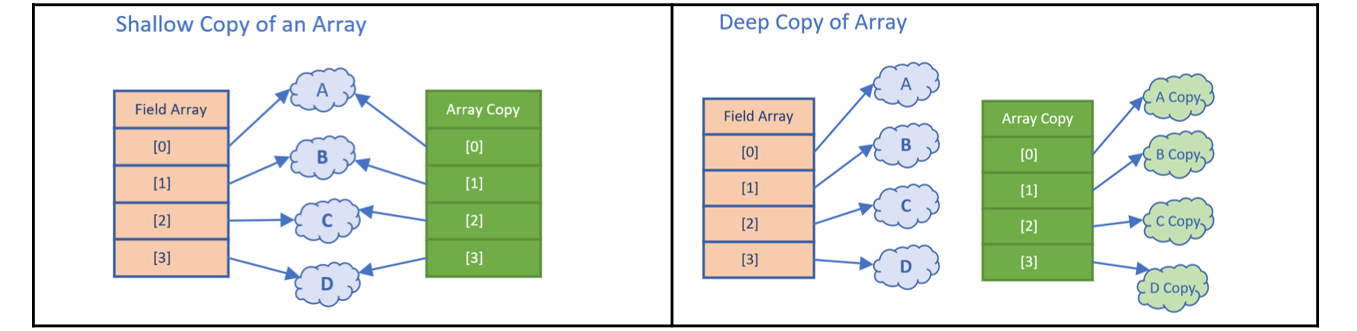 Shallow Copy of an Array
Field Array
[0]
[1]
[2]
[3]
A
B
C
D
Array Copy
[0]
[1]
[2]
[3]
Deep Copy of Array
Field Array
[0]
[1]
[2]
[3]
A
B
C
D
Array Copy
[0]
[1]
[2]
[3]
A Copy
B Copy
C Copy
D Copy